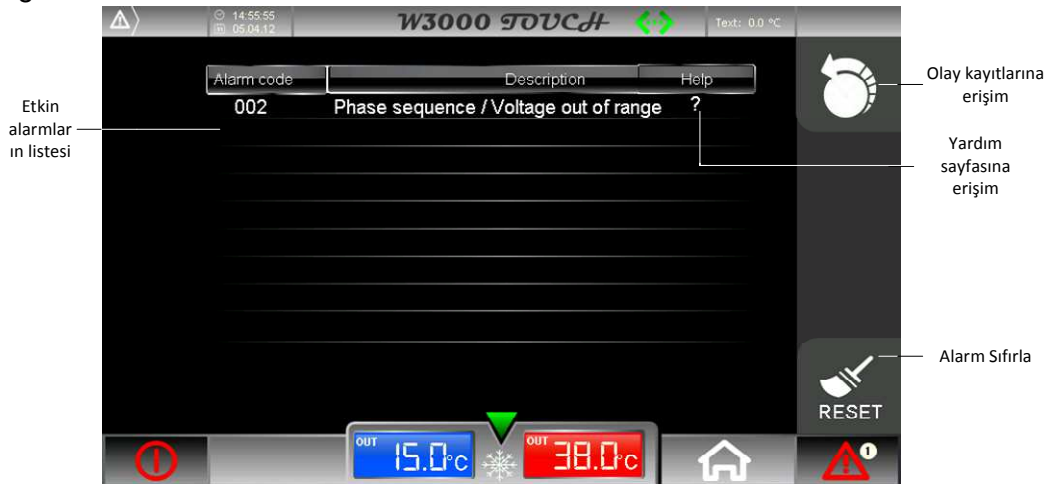 14:55:55
05.04.12
W3000 TOUCH
Text: 0.0 °C
Alarm code
Description
Help
002
Phase sequence / Voltage out of range
?
Etkin
alarmlar
ın listesi
Olay kayıtlarına
erişim
Yardım
sayfasına
erişim
Alarm Sıfırla
RESET
OUT
15.0°C
OUT
38.0°C
1